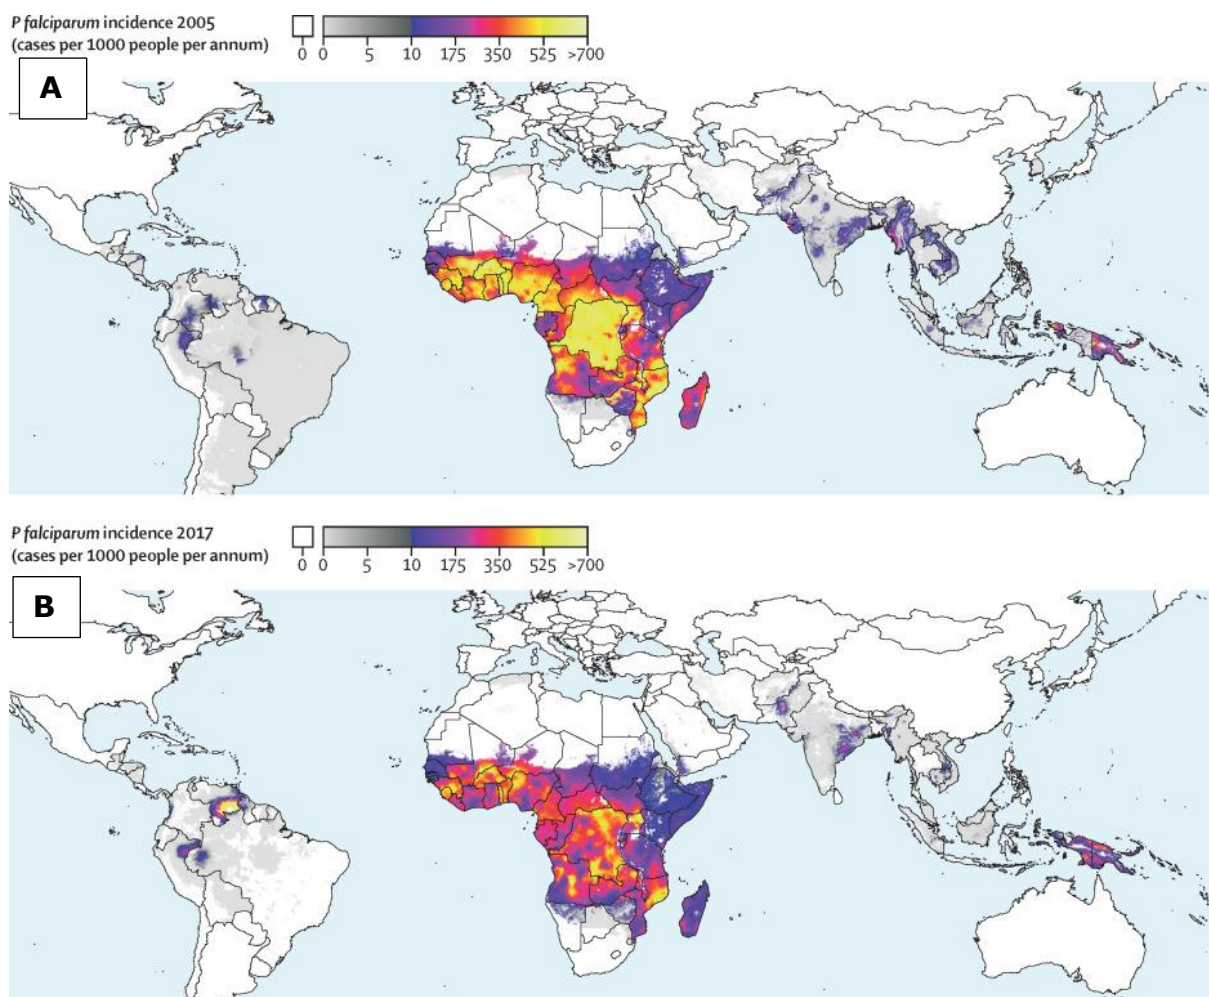 P falciparum incidence 2005
(cases per 1000 people per annum)
0 0 5 10 175 350 525 >700
A
P falciparum incidence 2017
(cases per 1000 people per annum)
0 0 5 10 175 350 525 >700
B